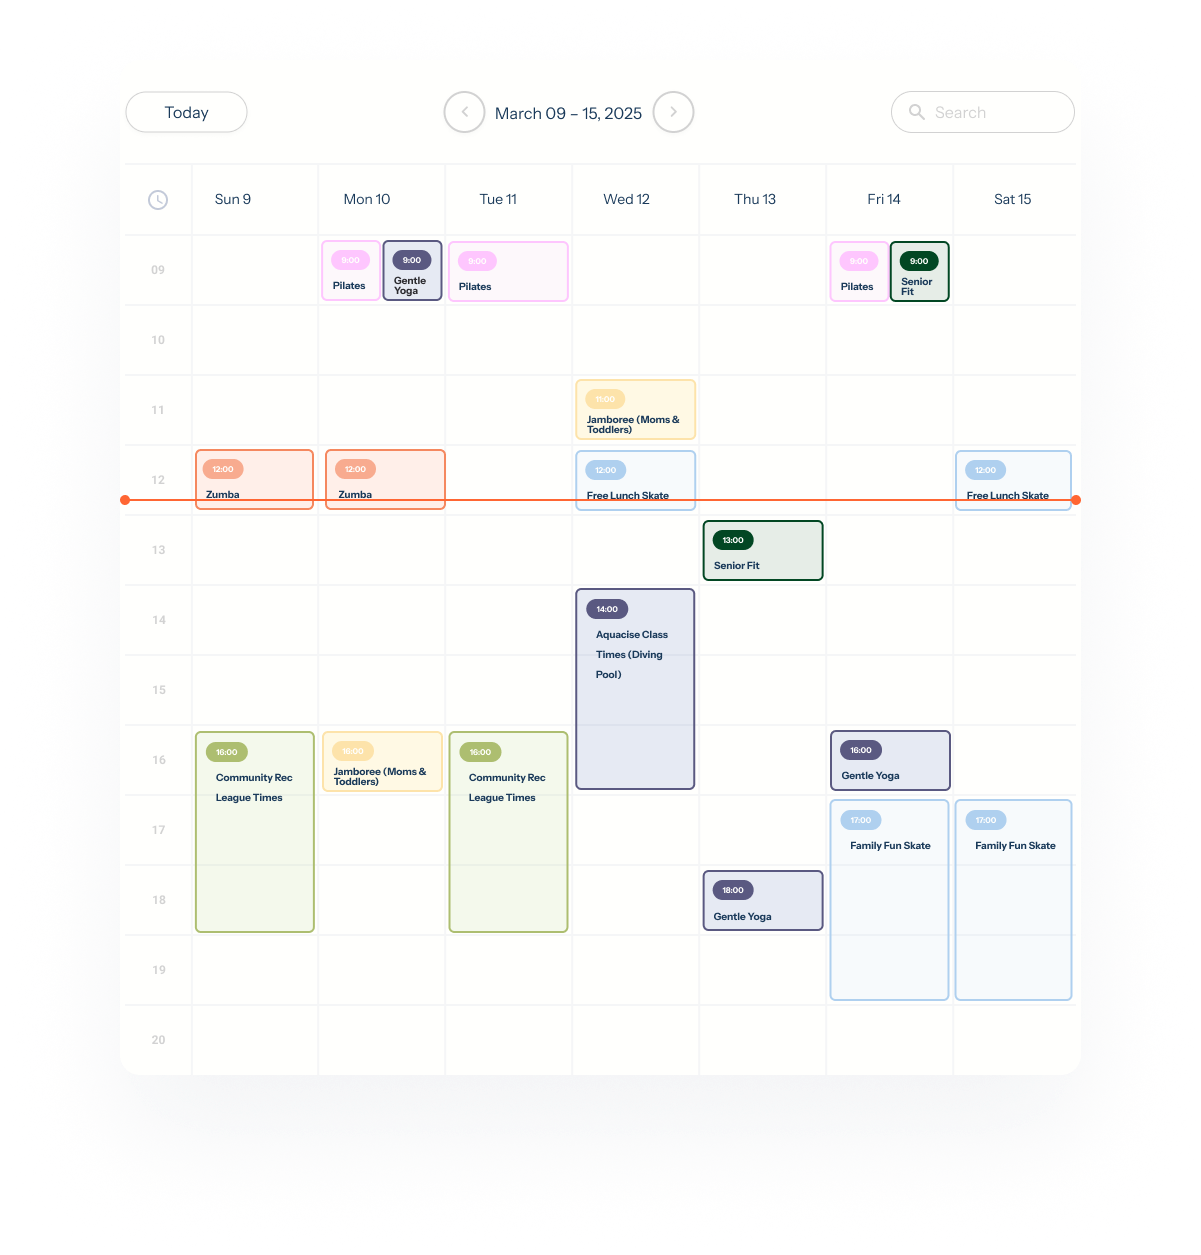 Today
March 09 – 15, 2025
Search
Sun 9
Mon 10
Tue 11
Wed 12
Thu 13
Fri 14
Sat 15
09
9:00
Pilates
9:00
Gentle
Yoga
9:00
Pilates
9:00
Pilates
9:00
Senior
Fit
10
11
11:00
Jamboree (Moms &
Toddlers)
12
12:00
Zumba
12:00
Zumba
12:00
Free Lunch Skate
12:00
Free Lunch Skate
13
13:00
Senior Fit
14
14:00
Aquacise Class
Times (Diving
Pool)
15
16
16:00
Community Rec
League Times
16:00
Jamboree (Moms &
Toddlers)
16:00
Community Rec
League Times
16:00
Gentle Yoga
17
17:00
Family Fun Skate
17:00
Family Fun Skate
18
18:00
Gentle Yoga
19
20